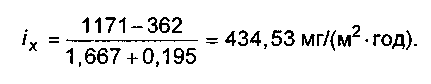 iₓ = (1171−362)/(1,667+0,195) = 434,53 мг/(м²·год).